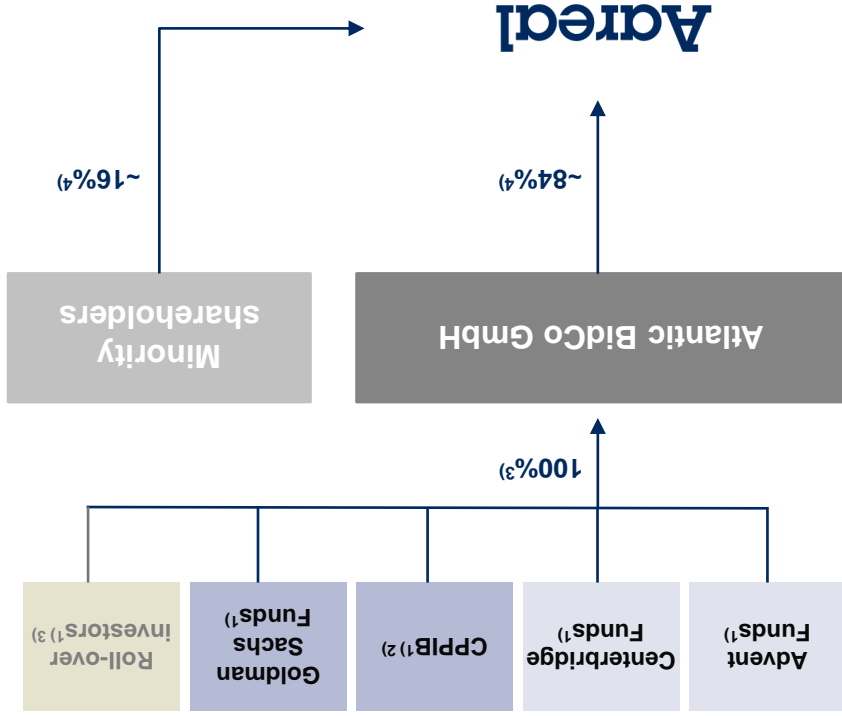 Advent
Funds1)
Centerbridge
Funds1)
CPPIB1) 2)
Goldman
Sachs
Funds1)
Roll-over
investors1) 3)
100%3)
Atlantic BidCo GmbH
Minority
shareholders
~84%4)
~16%4)
Aareal